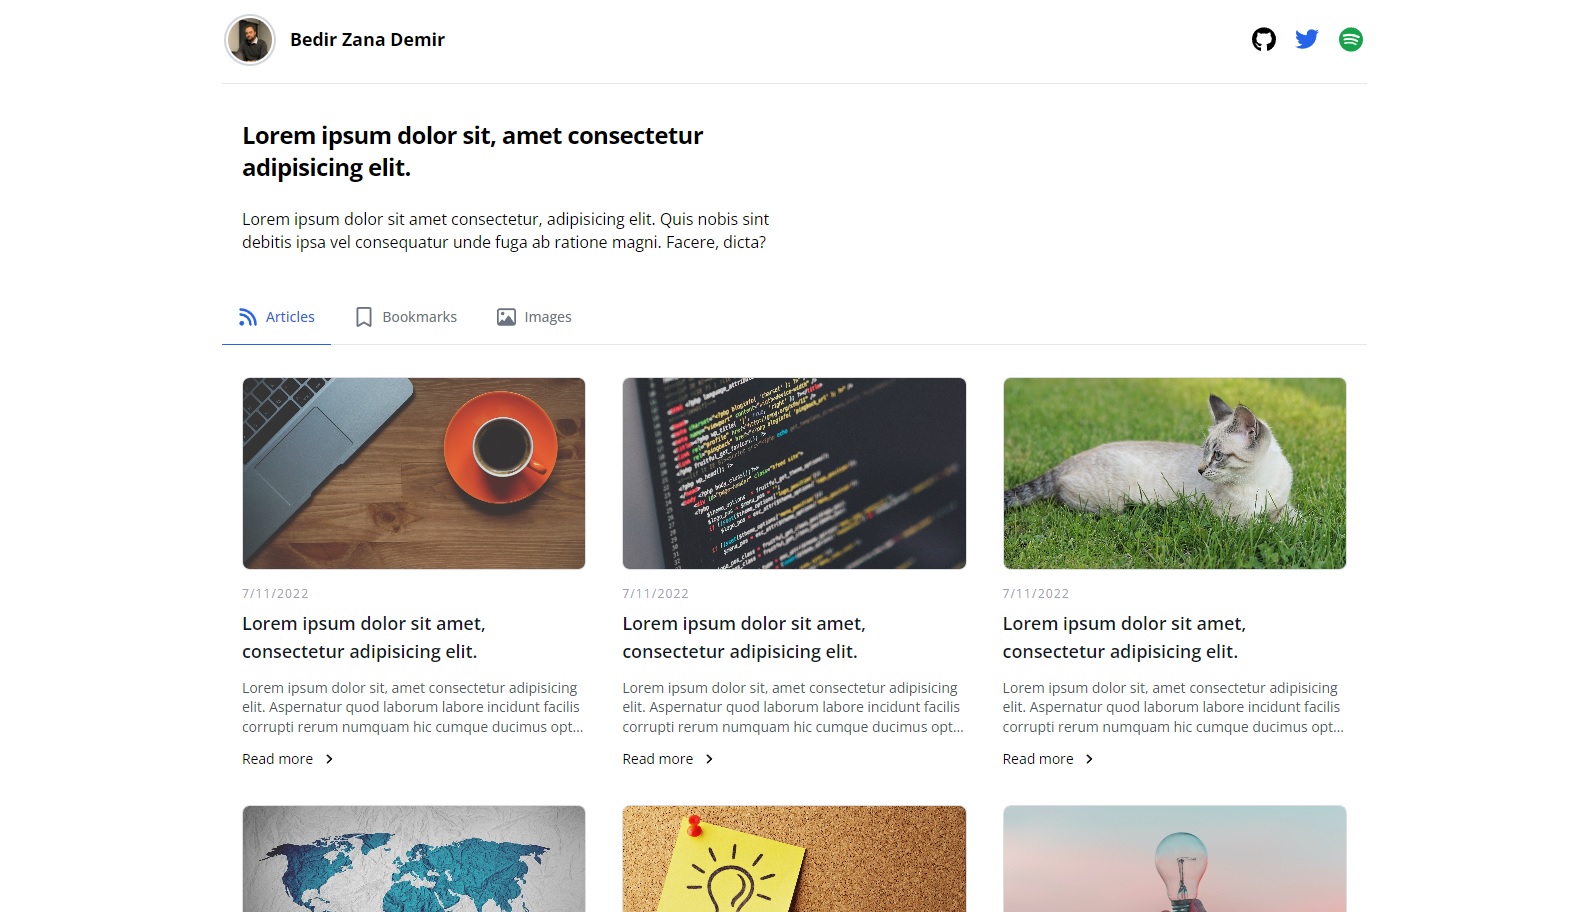 Bedir Zana Demir
Lorem ipsum dolor sit, amet consectetur
adipisicing elit.
Lorem ipsum dolor sit amet consectetur, adipisicing elit. Quis nobis sint
debitis ipsa vel consequatur unde fuga ab ratione magni. Facere, dicta?
Articles
Bookmarks
Images
7/11/2022
Lorem ipsum dolor sit amet,
consectetur adipisicing elit.
Lorem ipsum dolor sit, amet consectetur adipisicing
elit. Aspernatur quod laborum labore incidunt facilis
corrupti rerum numquam hic cumque ducimus opt...
Read more
7/11/2022
Lorem ipsum dolor sit amet,
consectetur adipisicing elit.
Lorem ipsum dolor sit, amet consectetur adipisicing
elit. Aspernatur quod laborum labore incidunt facilis
corrupti rerum numquam hic cumque ducimus opt...
Read more
7/11/2022
Lorem ipsum dolor sit amet,
consectetur adipisicing elit.
Lorem ipsum dolor sit, amet consectetur adipisicing
elit. Aspernatur quod laborum labore incidunt facilis
corrupti rerum numquam hic cumque ducimus opt...
Read more